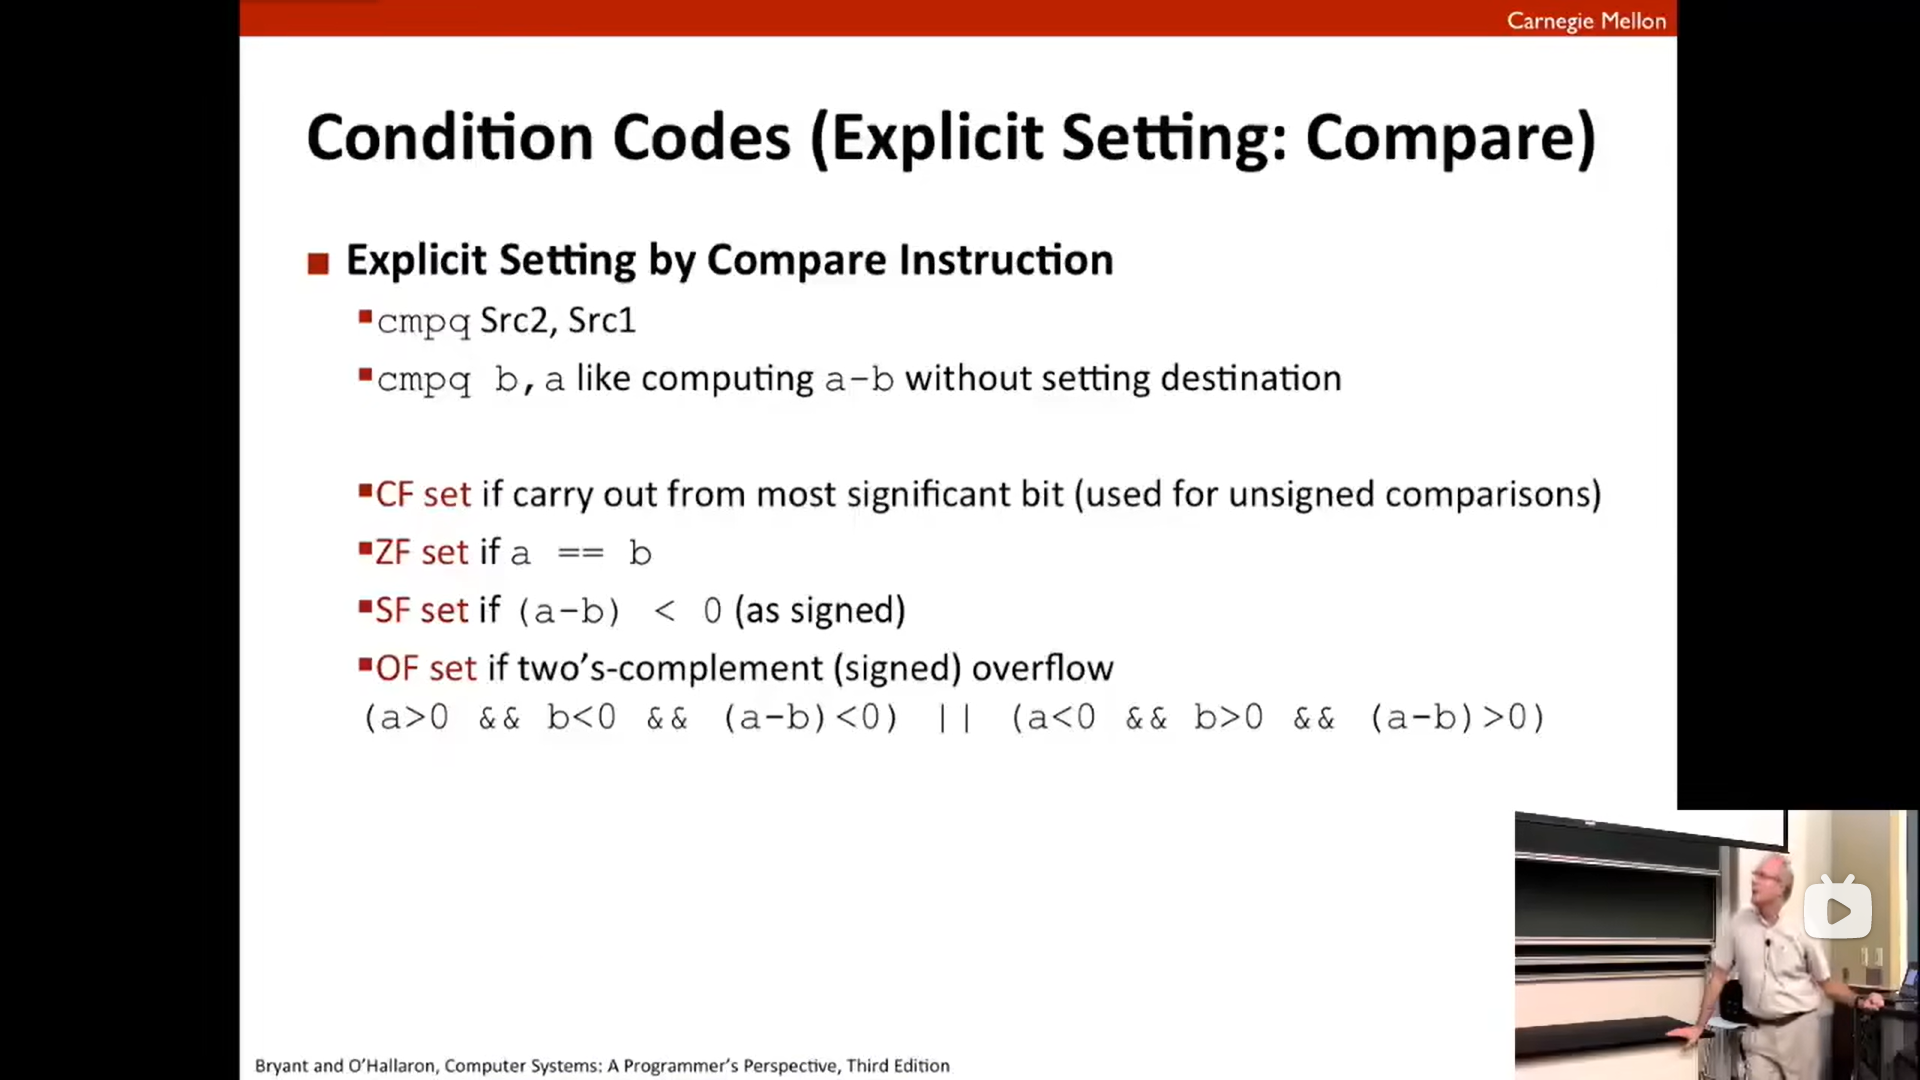 Carnegie Mellon
Condition Codes (Explicit Setting: Compare)
Explicit Setting by Compare Instruction
cmpq Src2, Src1
cmpq b,a like computing a-b without setting destination
CF set if carry out from most significant bit (used for unsigned comparisons)
ZF set if a == b
SF set if (a-b) < 0 (as signed)
OF set if two’s-complement (signed) overflow
(a>0 && b<0 && (a-b)<0) || (a<0 && b>0 && (a-b)>0)
Bryant and O’Hallaron, Computer Systems: A Programmer’s Perspective, Third Edition